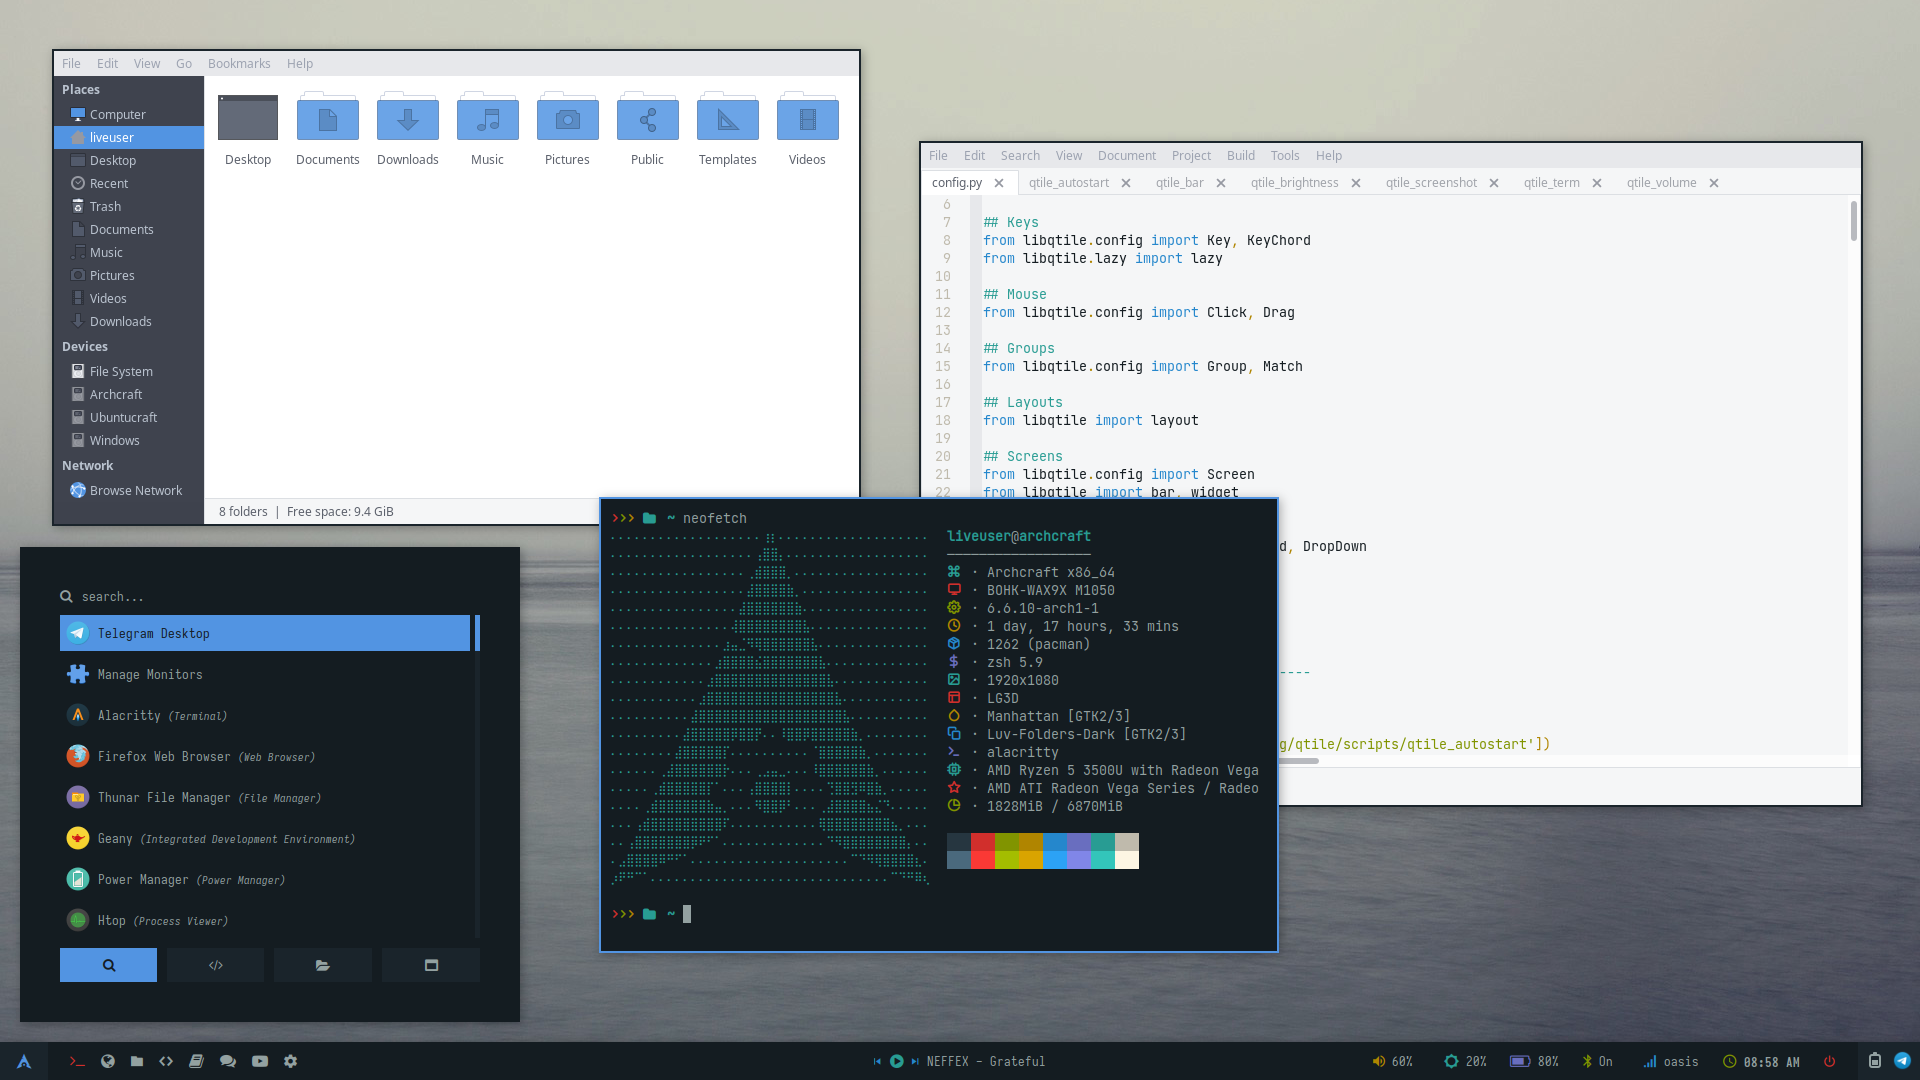 File Edit View Go Bookmarks Help
Places
Computer
liveuser
Desktop
Recent
Trash
Documents
Music
Pictures
Videos
Downloads
Devices
File System
Archcraft
Ubuntucraft
Windows
Network
Browse Network
Desktop Documents Downloads Music Pictures Public Templates Videos
8 folders | Free space: 9.4 GiB
File Edit Search View Document Project Build Tools Help
config.py qtile_autostart qtile_bar qtile_brightness qtile_screenshot qtile_term qtile_volume
6
7 ## Keys
8 from libqtile.config import Key, KeyChord
9 from libqtile.lazy import lazy
10
11 ## Mouse
12 from libqtile.config import Click, Drag
13
14 ## Groups
15 from libqtile.config import Group, Match
16
17 ## Layouts
18 from libqtile import layout
19
20 ## Screens
21 from libqtile.config import Screen
22 from libqtile import bar, widget
d, DropDown
----
g/qtile/scripts/qtile_autostart'])
>>> ~ neofetch
liveuser@archcraft
· Archcraft x86_64
· BOHK-WAX9X M1050
· 6.6.10-arch1-1
· 1 day, 17 hours, 33 mins
· 1262 (pacman)
· zsh 5.9
· 1920x1080
· LG3D
· Manhattan [GTK2/3]
· Luv-Folders-Dark [GTK2/3]
· alacritty
· AMD Ryzen 5 3500U with Radeon Vega
· AMD ATI Radeon Vega Series / Radeo
· 1828MiB / 6870MiB
>>> ~
search...
Telegram Desktop
Manage Monitors
Alacritty (Terminal)
Firefox Web Browser (Web Browser)
Thunar File Manager (File Manager)
Geany (Integrated Development Environment)
Power Manager (Power Manager)
Htop (Process Viewer)
NEFFEX - Grateful
60% 20% 80% On oasis 08:58 AM